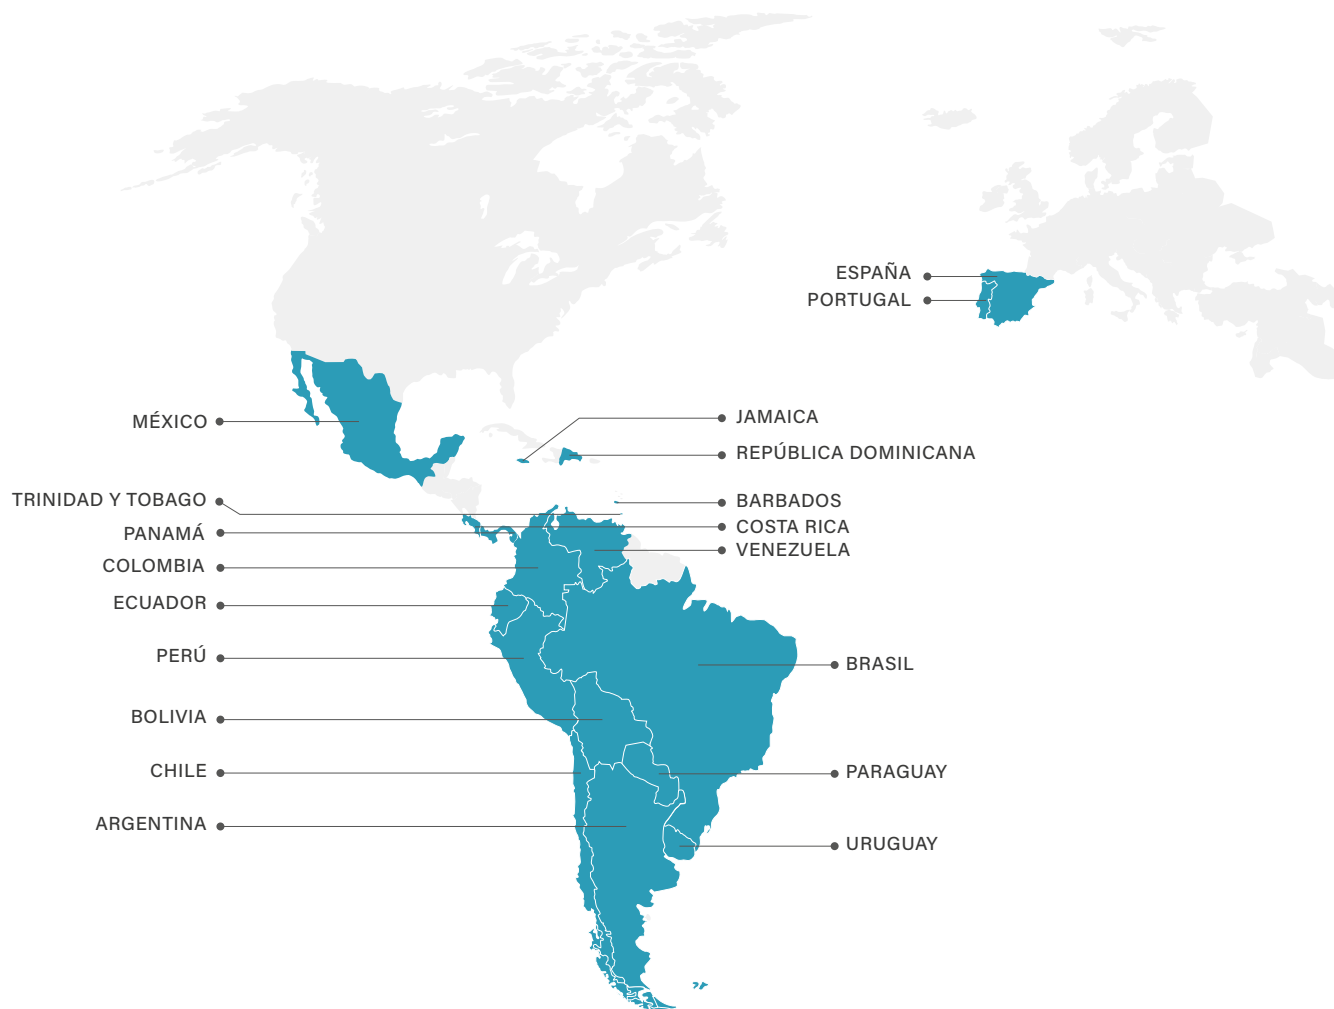 ESPAÑA
PORTUGAL
MÉXICO
JAMAICA
REPÚBLICA DOMINICANA
TRINIDAD Y TOBAGO
BARBADOS
PANAMÁ
COSTA RICA
VENEZUELA
COLOMBIA
ECUADOR
PERÚ
BRASIL
BOLIVIA
CHILE
PARAGUAY
ARGENTINA
URUGUAY